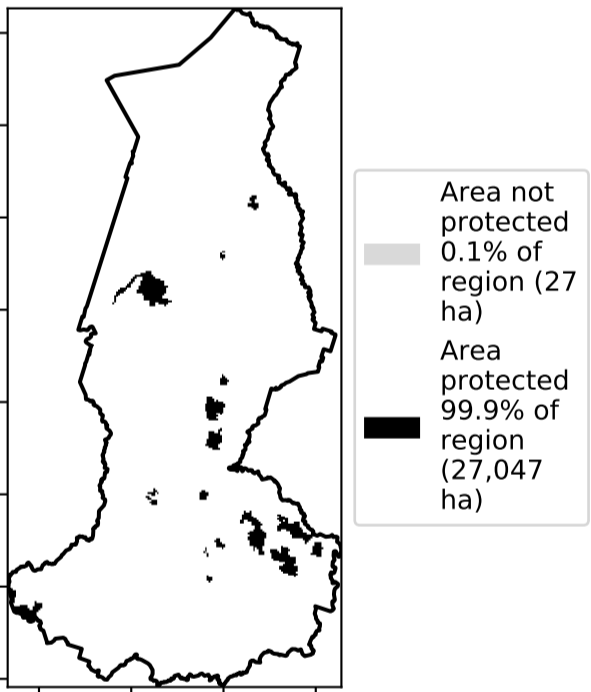 Area not
protected
0.1% of
region (27
ha)
Area
protected
99.9% of
region
(27,047
ha)